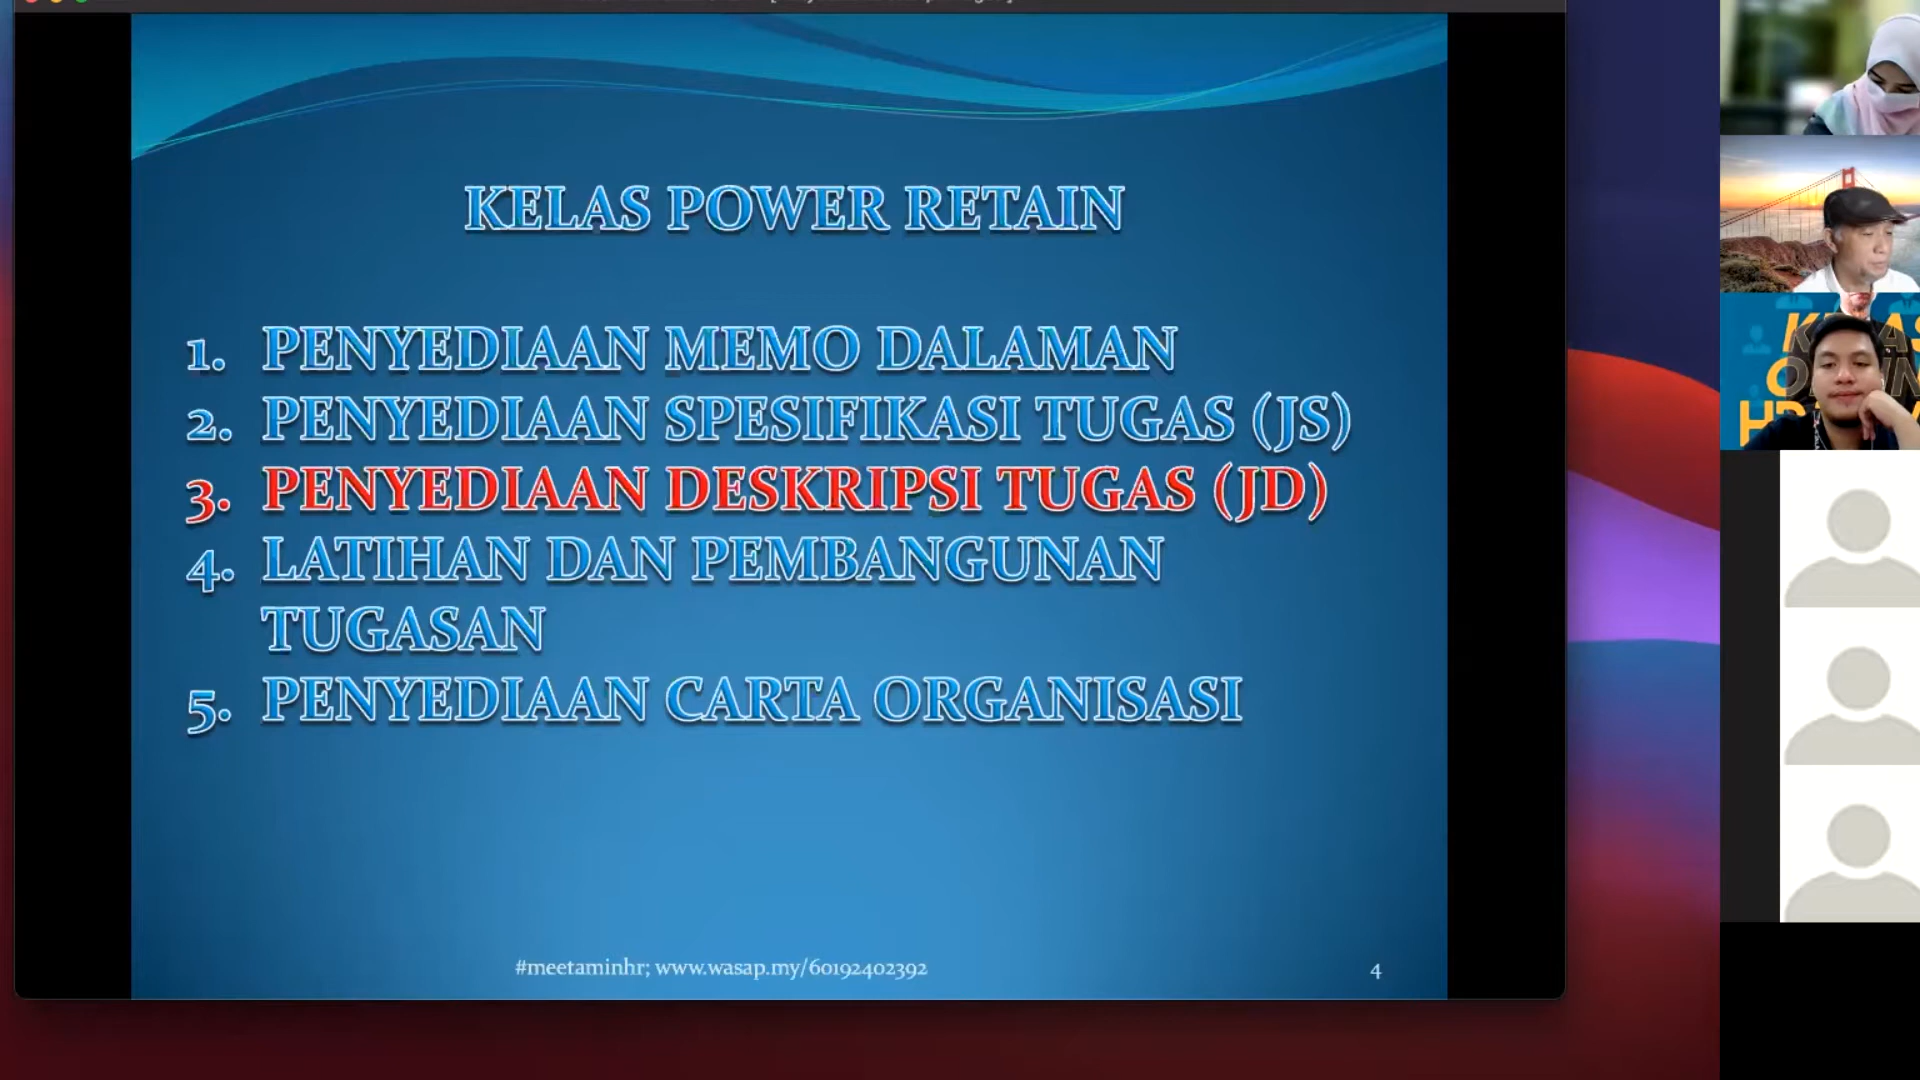 KELAS POWER RETAIN
1. PENYEDIAAN MEMO DALAMAN
2. PENYEDIAAN SPESIFIKASI TUGAS (JS)
3. PENYEDIAAN DESKRIPSI TUGAS (JD)
4. LATIHAN DAN PEMBANGUNAN
TUGASAN
5. PENYEDIAAN CARTA ORGANISASI
#meetaminhr; www.wasap.my/60192402392
4